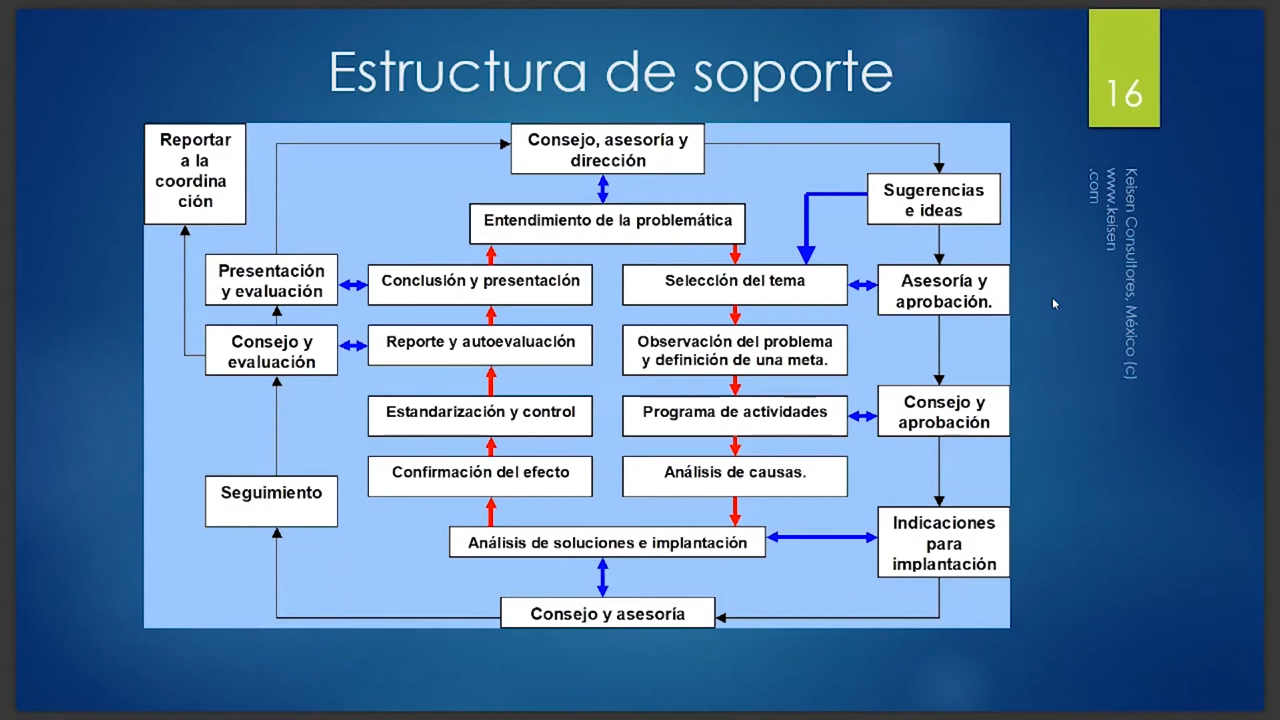 Estructura de soporte
16
Keisen Consultores, México (c)
www.keisen
.com
Reportar
a la
coordina
ción
Consejo, asesoría y
dirección
Sugerencias
e ideas
Entendimiento de la problemática
Presentación
y evaluación
Conclusión y presentación
Selección del tema
Asesoría y
aprobación.
Consejo y
evaluación
Reporte y autoevaluación
Observación del problema
y definición de una meta.
Estandarización y control
Programa de actividades
Consejo y
aprobación
Confirmación del efecto
Análisis de causas.
Seguimiento
Análisis de soluciones e implantación
Indicaciones
para
implantación
Consejo y asesoría